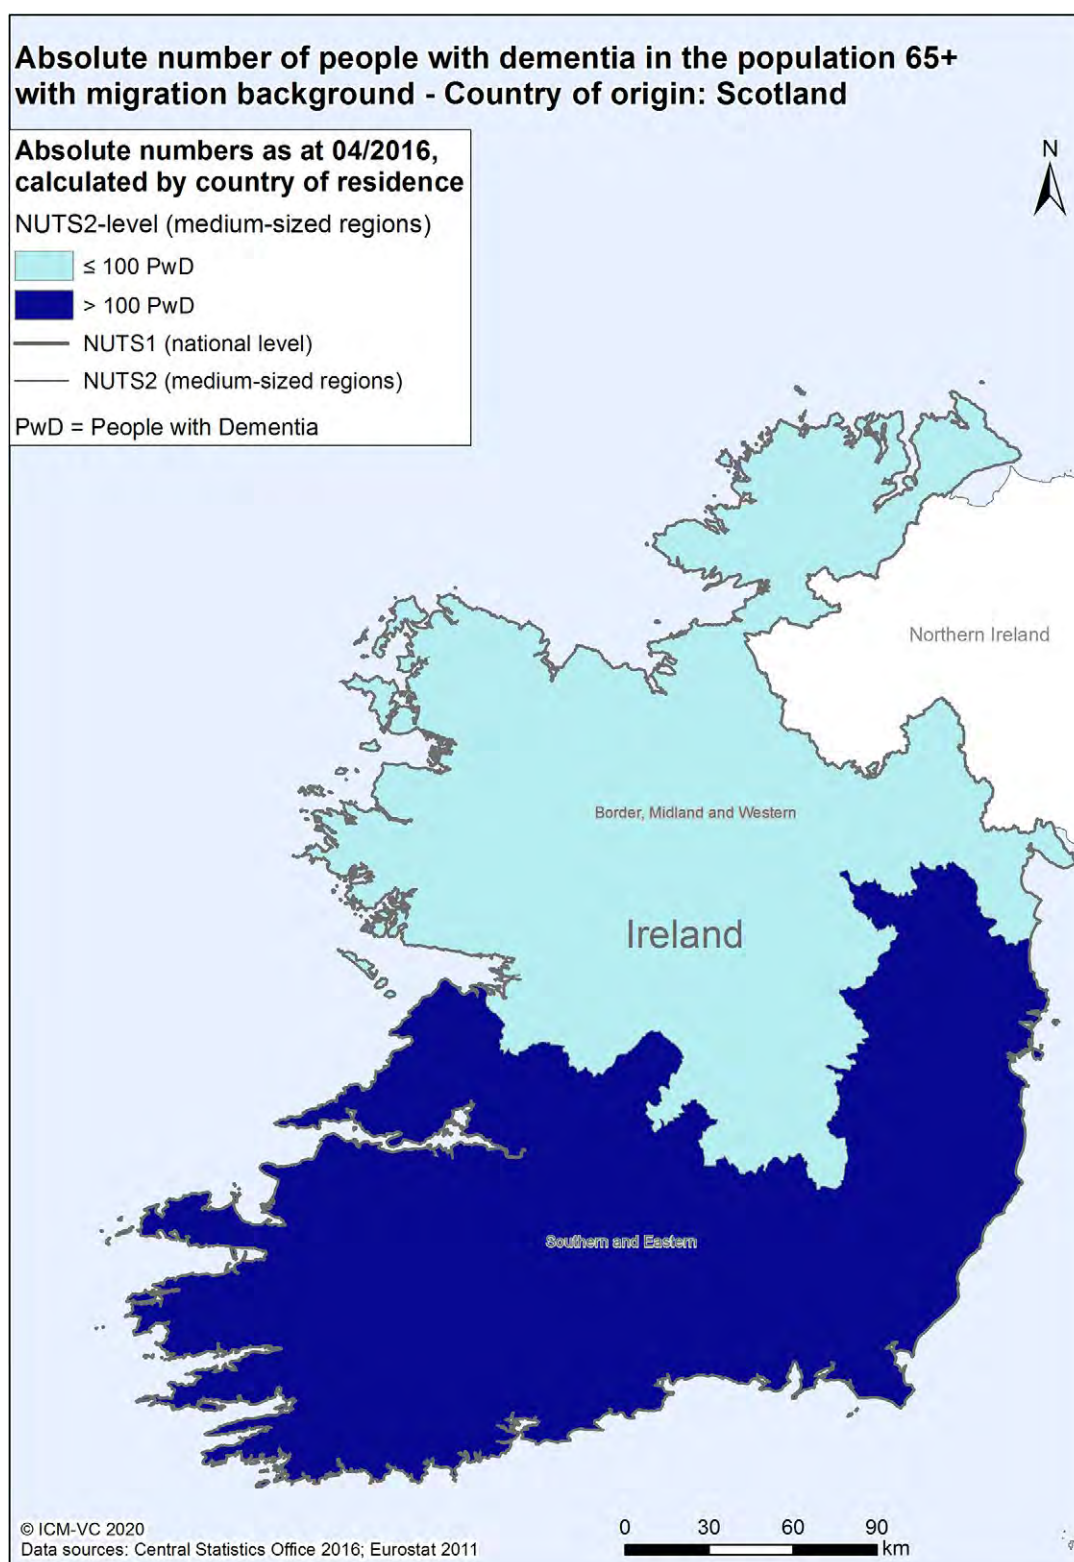 Absolute number of people with dementia in the population 65+
with migration background - Country of origin: Scotland
Absolute numbers as at 04/2016,
calculated by country of residence
NUTS2-level (medium-sized regions)
≤ 100 PwD
> 100 PwD
NUTS1 (national level)
NUTS2 (medium-sized regions)
PwD = People with Dementia
N
Northern Ireland
Border, Midland and Western
Ireland
Southern and Eastern
© ICM-VC 2020
Data sources: Central Statistics Office 2016; Eurostat 2011
0 30 60 90
km